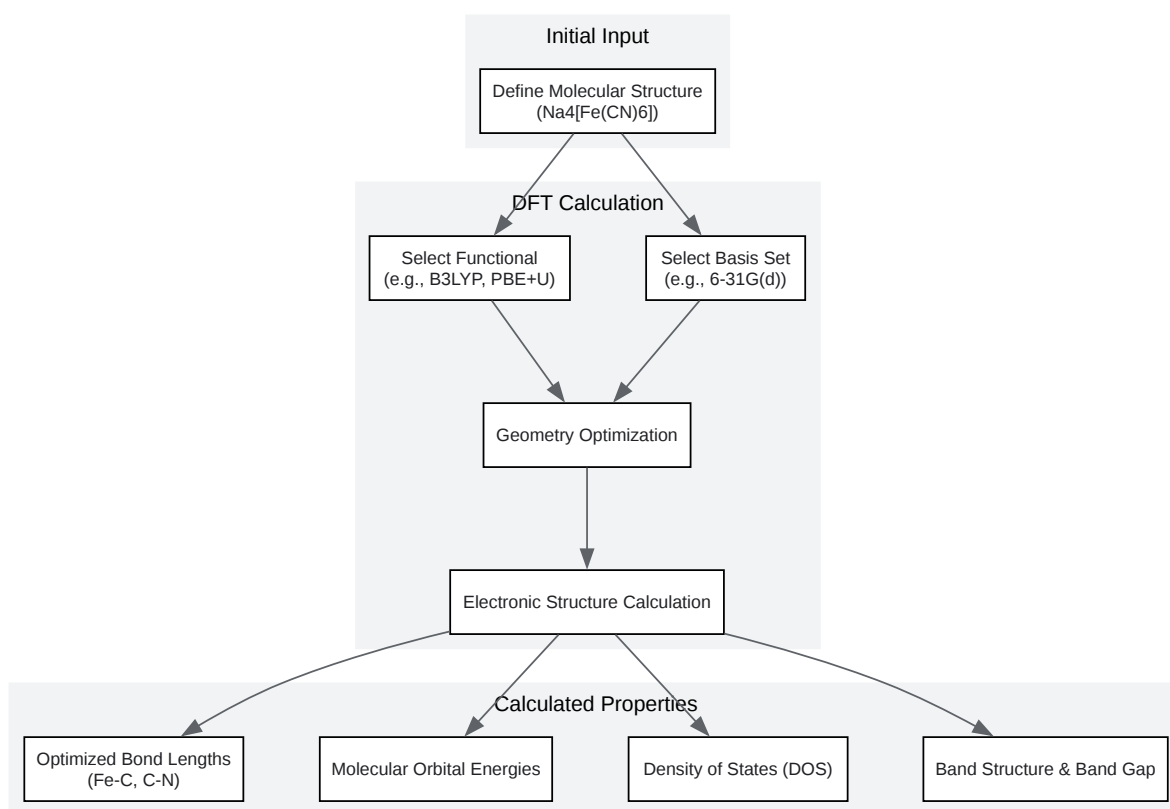 Initial Input
Define Molecular Structure
(Na4[Fe(CN)6])
DFT Calculation
Select Functional
(e.g., B3LYP, PBE+U)
Select Basis Set
(e.g., 6-31G(d))
Geometry Optimization
Electronic Structure Calculation
Calculated Properties
Optimized Bond Lengths
(Fe-C, C-N)
Molecular Orbital Energies
Density of States (DOS)
Band Structure & Band Gap